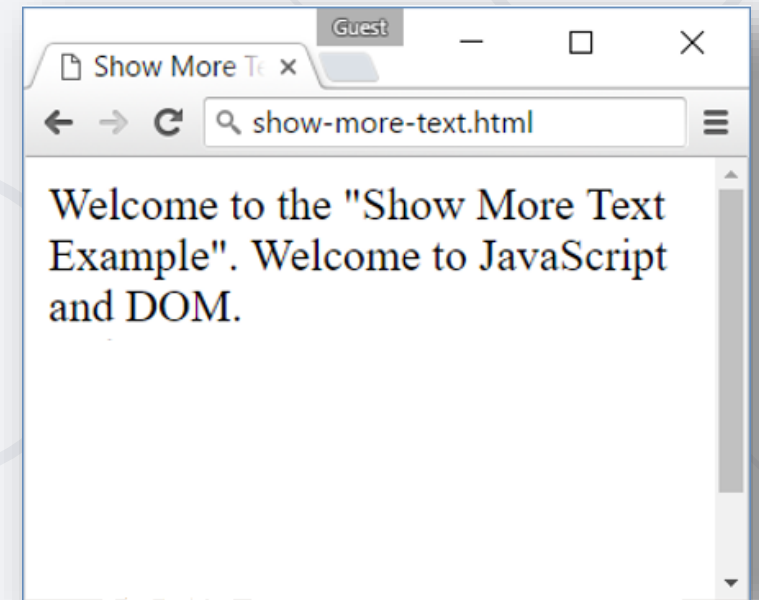 Guest
Show More Te
show-more-text.html
Welcome to the "Show More Text
Example". Welcome to JavaScript
and DOM.